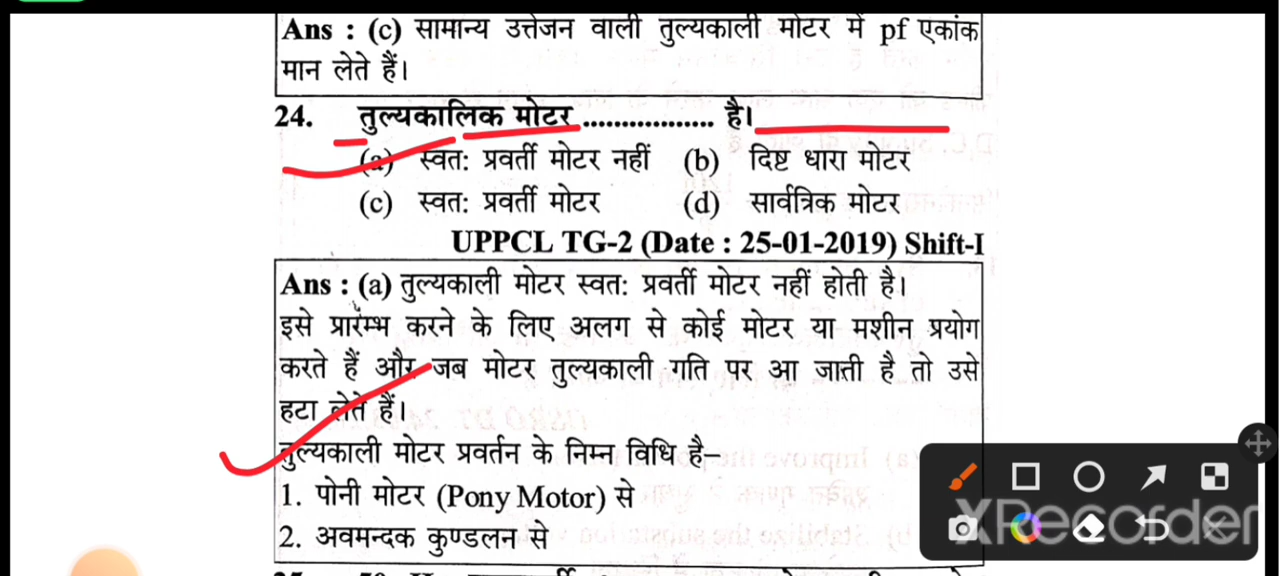 Ans : (c) सामान्य उत्तेजन वाली तुल्यकाली मोटर में pf एकांक
मान लेते हैं।
24. तुल्यकालिक मोटर .................. है।
(a) स्वत: प्रवर्ती मोटर नहीं (b) दिष्ट धारा मोटर
(c) स्वत: प्रवर्ती मोटर (d) सार्वत्रिक मोटर
UPPCL TG-2 (Date : 25-01-2019) Shift-I
Ans : (a) तुल्यकाली मोटर स्वत: प्रवर्ती मोटर नहीं होती है।
इसे प्रारम्भ करने के लिए अलग से कोई मोटर या मशीन प्रयोग
करते हैं और जब मोटर तुल्यकाली गति पर आ जाती है तो उसे
हटा लेते हैं।
तुल्यकाली मोटर प्रवर्तन के निम्न विधि है–
1. पोनी मोटर (Pony Motor) से
2. अवमन्दक कुण्डलन से
XRecorder